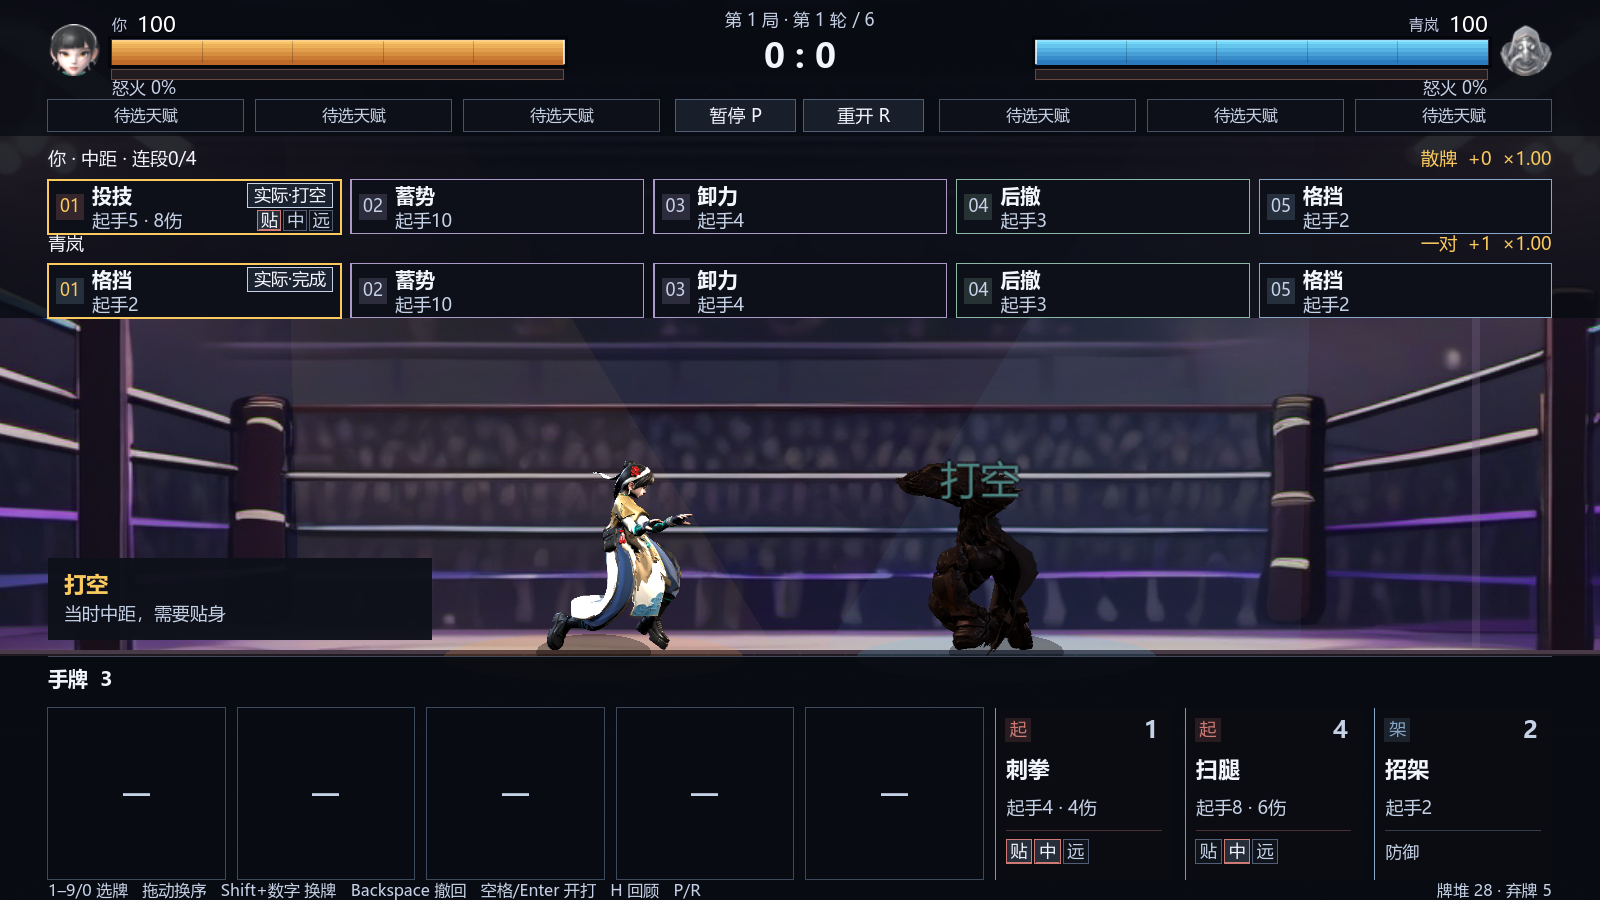 你 100
第 1 局 · 第 1 轮 / 6
青岚 100
0 : 0
怒火 0%
怒火 0%
待选天赋 待选天赋 待选天赋 暂停 P 重开 R 待选天赋 待选天赋 待选天赋
你 · 中距 · 连段0/4
散牌 +0 ×1.00
01 投技 实际·打空
起手5 · 8伤 贴 中 远
02 蓄势
起手10
03 卸力
起手4
04 后撤
起手3
05 格挡
起手2
青岚
一对 +1 ×1.00
01 格挡 实际·完成
起手2
02 蓄势
起手10
03 卸力
起手4
04 后撤
起手3
05 格挡
起手2
打空
打空
当时中距，需要贴身
手牌 3
起 1
刺拳
起手4 · 4伤
贴 中 远
起 4
扫腿
起手8 · 6伤
贴 中 远
架 2
招架
起手2
防御
1–9/0 选牌 拖动换序 Shift+数字 换牌 Backspace 撤回 空格/Enter 开打 H 回顾 P/R
牌堆 28 · 弃牌 5